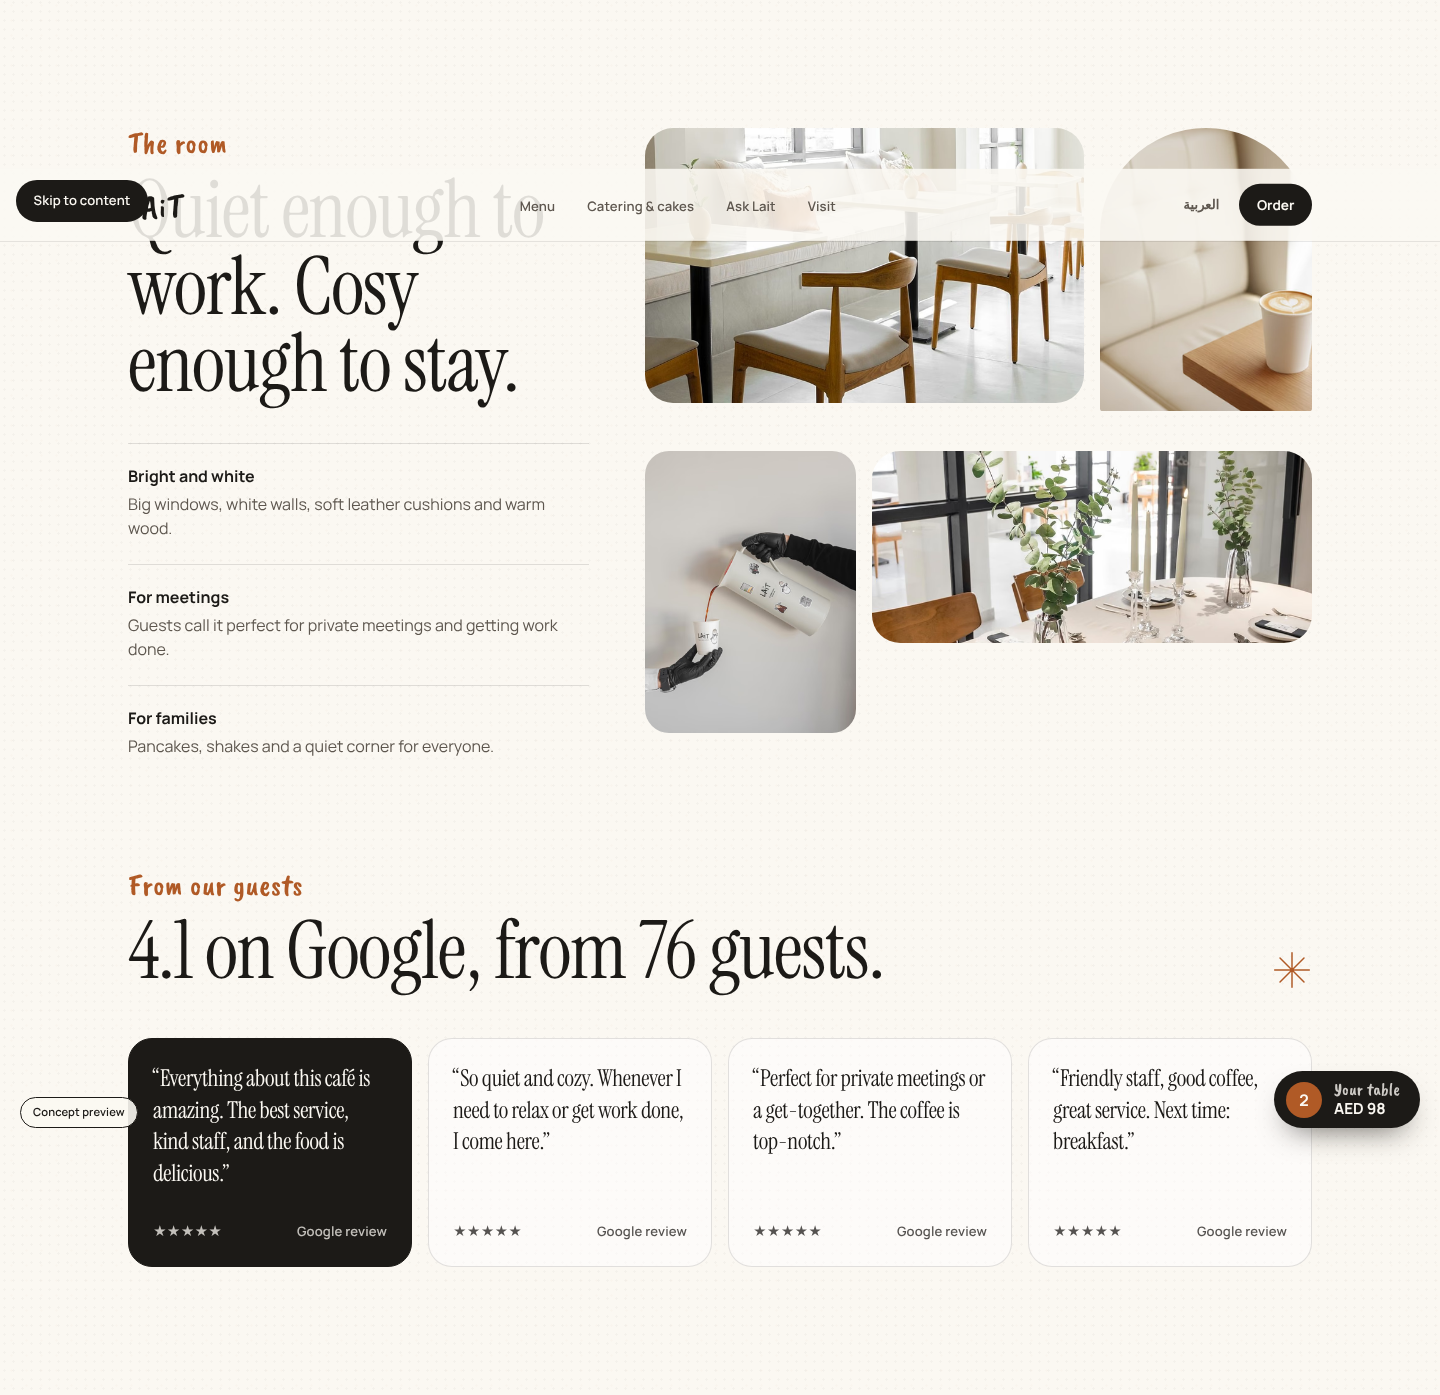 The room
Skip to content
AiT
Menu
Catering & cakes
Ask Lait
Visit
العربية
Order
Quiet enough to
work. Cosy
enough to stay.
Bright and white
Big windows, white walls, soft leather cushions and warm
wood.
For meetings
Guests call it perfect for private meetings and getting work
done.
For families
Pancakes, shakes and a quiet corner for everyone.
LAiT
LAiT
From our guests
4.1 on Google, from 76 guests.
“Everything about this café is
amazing. The best service,
kind staff, and the food is
delicious.”
★★★★★
Google review
“So quiet and cozy. Whenever I
need to relax or get work done,
I come here.”
★★★★★
Google review
“Perfect for private meetings or
a get-together. The coffee is
top-notch.”
★★★★★
Google review
“Friendly staff, good coffee,
great service. Next time:
breakfast.”
★★★★★
Google review
Concept preview
2
Your table
AED 98